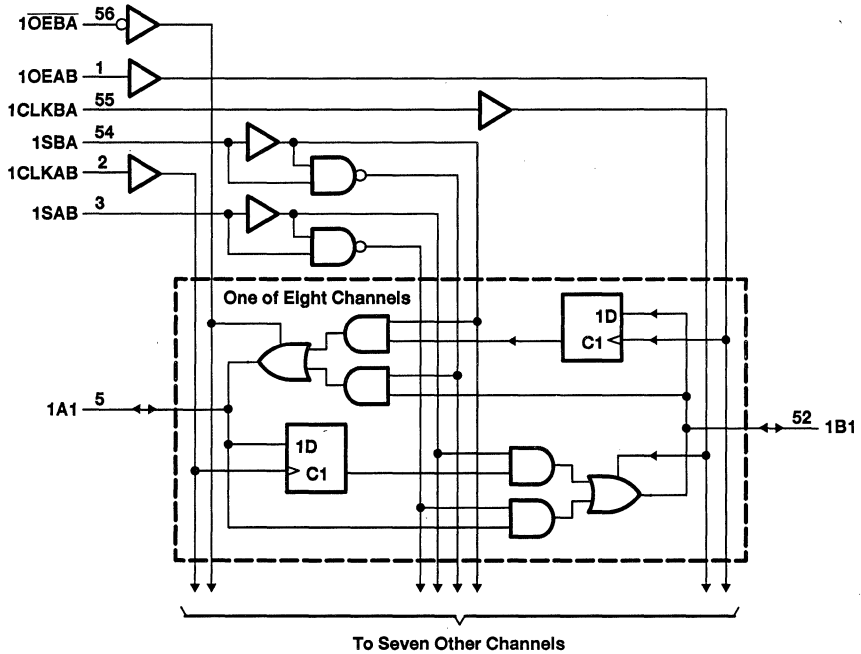 1OEBA 56
1OEAB 1
1CLKBA 55
1SBA 54
1CLKAB 2
1SAB 3
One of Eight Channels
1D
C1
1A1 5
52 1B1
1D
C1
To Seven Other Channels